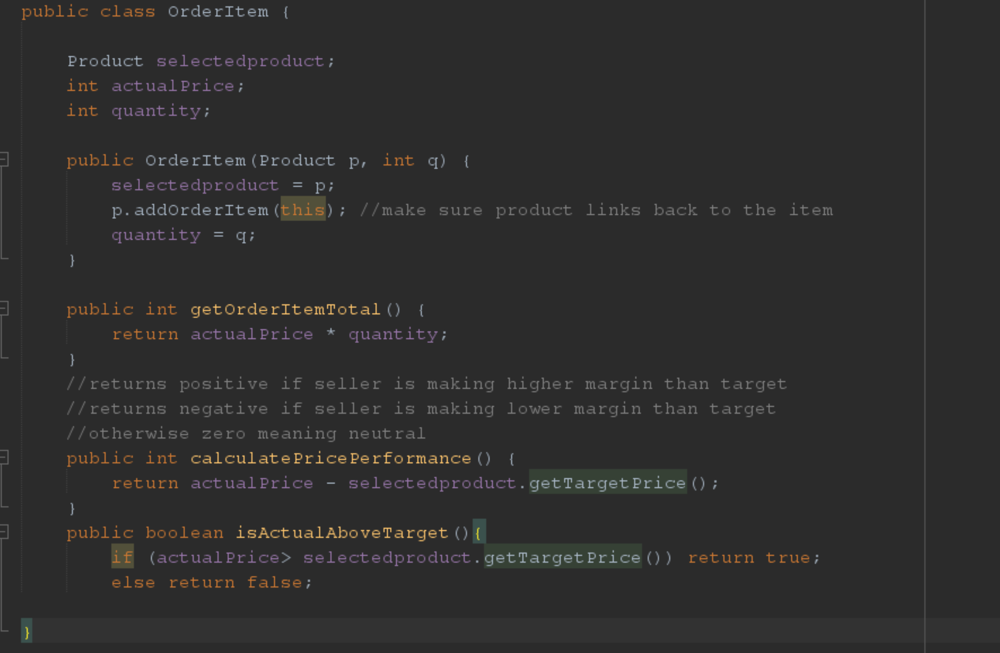 public class OrderItem {
Product selectedproduct;
int actualPrice;
int quantity;
public OrderItem(Product p, int q) {
selectedproduct = p;
p.addOrderItem(this); //make sure product links back to the item
quantity = q;
}
public int getOrderItemTotal() {
return actualPrice * quantity;
}
//returns positive if seller is making higher margin than target
//returns negative if seller is making lower margin than target
//otherwise zero meaning neutral
public int calculatePricePerformance() {
return actualPrice - selectedproduct.getTargetPrice();
}
public boolean isActualAboveTarget(){
if (actualPrice> selectedproduct.getTargetPrice()) return true;
else return false;
}